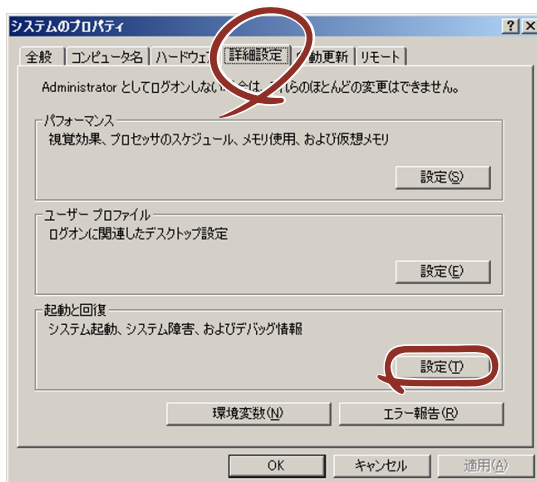 システムのプロパティ
全般 コンピュータ名 ハードウェア 詳細設定 自動更新 リモート
Administrator としてログオンしない
らのほとんどの変更はできません。
パフォーマンス
視覚効果、プロセッサのスケジュール、メモリ使用、および仮想メモリ
設定(S)
ユーザー プロファイル
ログオンに関連したデスクトップ設定
設定(E)
起動と回復
システム起動、システム障害、およびデバッグ情報
設定(T)
環境変数(N) エラー報告(R)
OK キャンセル 適用(A)